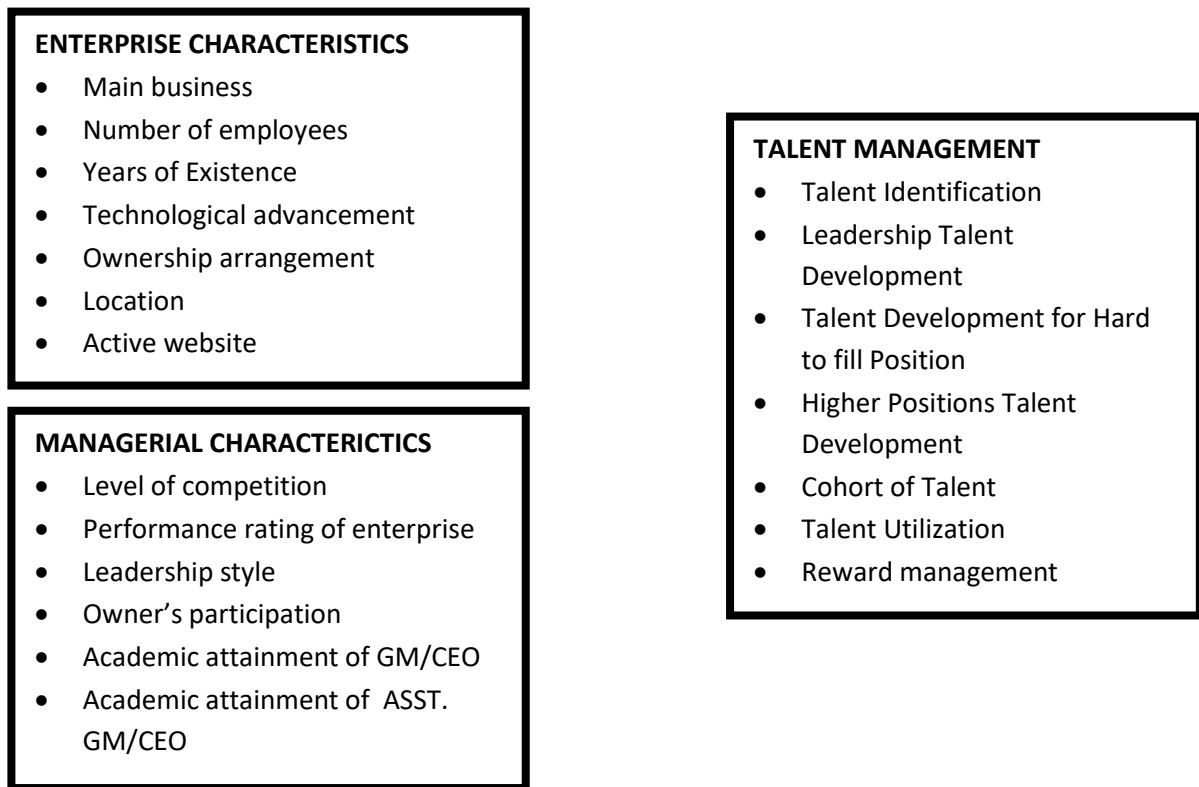 ENTERPRISE CHARACTERISTICS
• Main business
• Number of employees
• Years of Existence
• Technological advancement
• Ownership arrangement
• Location
• Active website
MANAGERIAL CHARACTERICTICS
• Level of competition
• Performance rating of enterprise
• Leadership style
• Owner’s participation
• Academic attainment of GM/CEO
• Academic attainment of ASST.
GM/CEO
TALENT MANAGEMENT
• Talent Identification
• Leadership Talent
Development
• Talent Development for Hard
to fill Position
• Higher Positions Talent
Development
• Cohort of Talent
• Talent Utilization
• Reward management